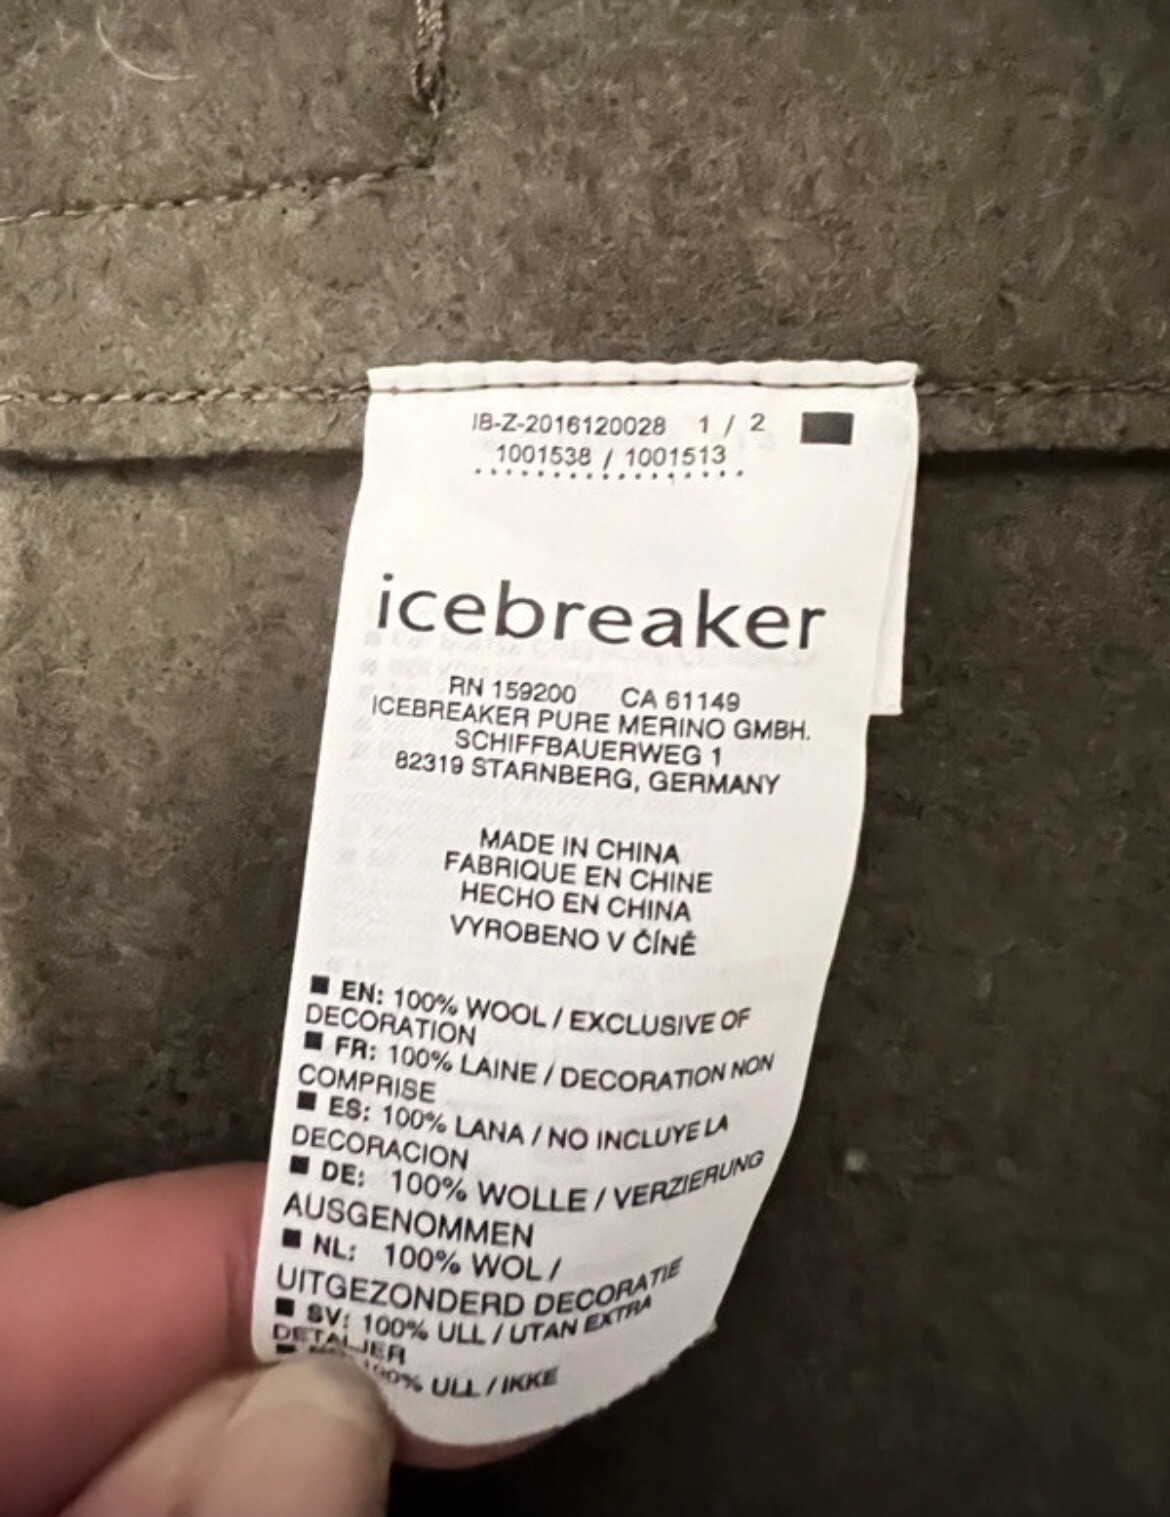 IB-Z-2016120028 1 / 2
1001538 / 1001513
icebreaker
RN 159200 CA 61149
ICEBREAKER PURE MERINO GMBH.
SCHIFFBAUERWEG 1
82319 STARNBERG, GERMANY
MADE IN CHINA
FABRIQUE EN CHINE
HECHO EN CHINA
VYROBENO V ČÍNĚ
EN: 100% WOOL / EXCLUSIVE OF
DECORATION
FR: 100% LAINE / DECORATION NON
COMPRISE
ES: 100% LANA / NO INCLUYE LA
DECORACION
DE: 100% WOLLE / VERZIERUNG
AUSGENOMMEN
NL: 100% WOL /
UITGEZONDERD DECORATIE
SV: 100% ULL / UTAN EXTRA
DETALJER
100% ULL / IKKE